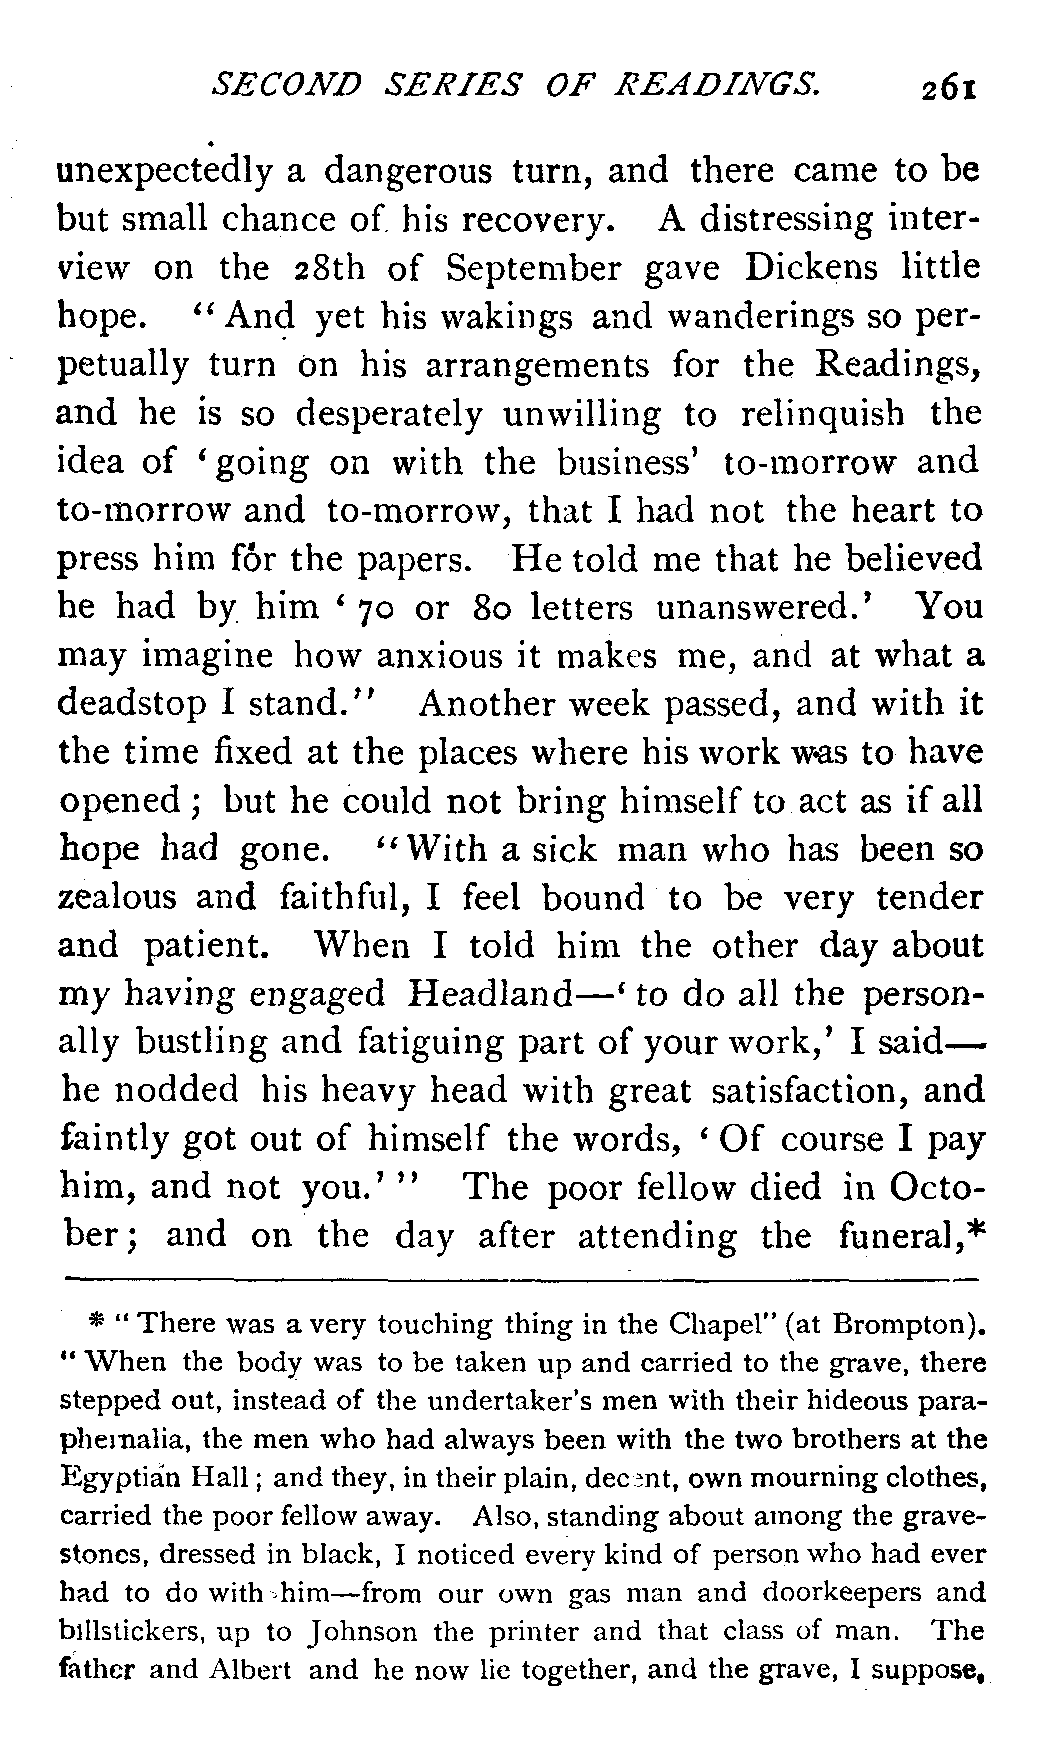 SECOND SERIES OF READINGS. 261
unexpectedly a dangerous turn, and there came to be
but small chance of his recovery. A distressing inter-
view on the 28th of September gave Dickens little
hope. "And yet his wakings and wanderings so per-
petually turn on his arrangements for the Readings,
and he is so desperately unwilling to relinquish the
idea of 'going on with the business' to-morrow and
to-morrow and to-morrow, that I had not the heart to
press him for the papers. He told me that he believed
he had by him '70 or 80 letters unanswered.' You
may imagine how anxious it makes me, and at what a
deadstop I stand." Another week passed, and with it
the time fixed at the places where his work was to have
opened; but he could not bring himself to act as if all
hope had gone. "With a sick man who has been so
zealous and faithful, I feel bound to be very tender
and patient. When I told him the other day about
my having engaged Headland—'to do all the person-
ally bustling and fatiguing part of your work,' I said—
he nodded his heavy head with great satisfaction, and
faintly got out of himself the words, 'Of course I pay
him, and not you.'" The poor fellow died in Octo-
ber; and on the day after attending the funeral,*
* "There was a very touching thing in the Chapel" (at Brompton).
"When the body was to be taken up and carried to the grave, there
stepped out, instead of the undertaker's men with their hideous para-
phernalia, the men who had always been with the two brothers at the
Egyptian Hall; and they, in their plain, decent, own mourning clothes,
carried the poor fellow away. Also, standing about among the grave-
stones, dressed in black, I noticed every kind of person who had ever
had to do with him—from our own gas man and doorkeepers and
billstickers, up to Johnson the printer and that class of man. The
father and Albert and he now lie together, and the grave, I suppose,